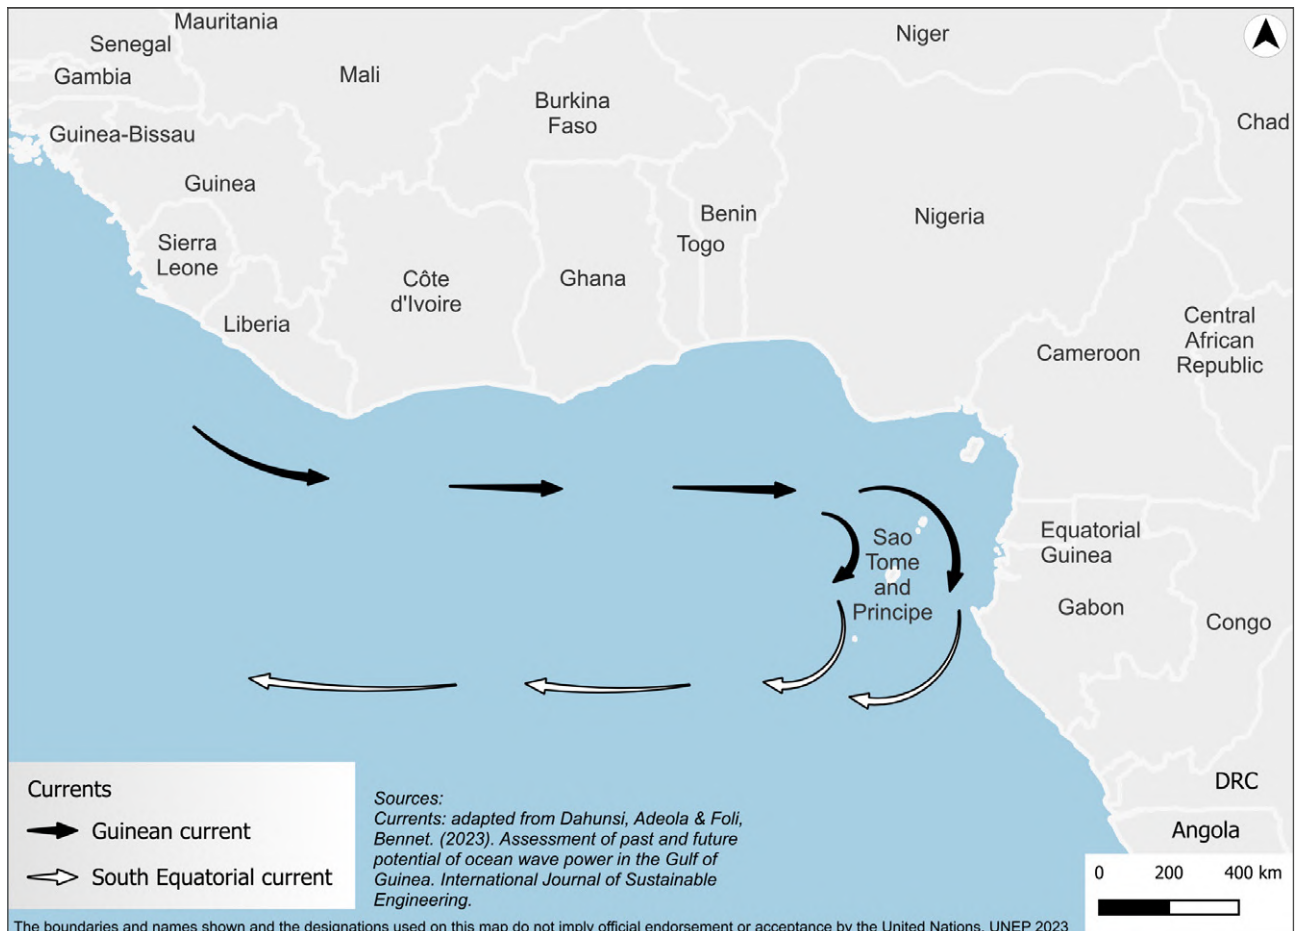 Mauritania
Senegal
Gambia
Mali
Niger
Burkina
Faso
Chad
Guinea-Bissau
Guinea
Benin
Nigeria
Togo
Sierra
Leone
Côte
d'Ivoire
Ghana
Liberia
Central
African
Republic
Cameroon
Sao
Tome
and
Principe
Equatorial
Guinea
Gabon
Congo
DRC
Angola
Currents
Guinean current
South Equatorial current
Sources:
Currents: adapted from Dahunsi, Adeola & Foli,
Bennet. (2023). Assessment of past and future
potential of ocean wave power in the Gulf of
Guinea. International Journal of Sustainable
Engineering.
0 200 400 km
The boundaries and names shown and the designations used on this map do not imply official endorsement or acceptance by the United Nations. UNEP 2023